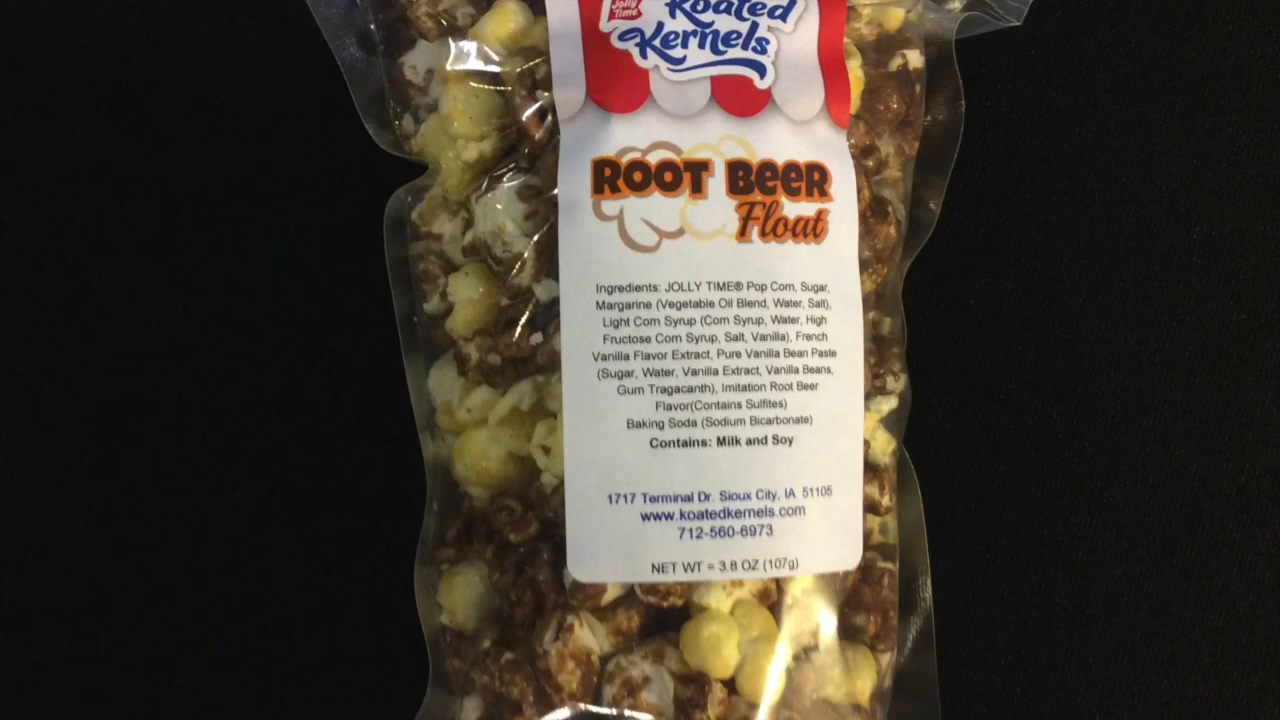 Jolly
Time
Koated
Kernels
ROOT BEER
Float
Ingredients: JOLLY TIME® Pop Corn, Sugar,
Margarine (Vegetable Oil Blend, Water, Salt),
Light Corn Syrup (Corn Syrup, Water, High
Fructose Corn Syrup, Salt, Vanilla), French
Vanilla Flavor Extract, Pure Vanilla Bean Paste
(Sugar, Water, Vanilla Extract, Vanilla Beans,
Gum Tragacanth), Imitation Root Beer
Flavor(Contains Sulfites)
Baking Soda (Sodium Bicarbonate)
Contains: Milk and Soy
1717 Terminal Dr. Sioux City, IA 51105
www.koatedkernels.com
712-560-6973
NET WT = 3.8 OZ (107g)